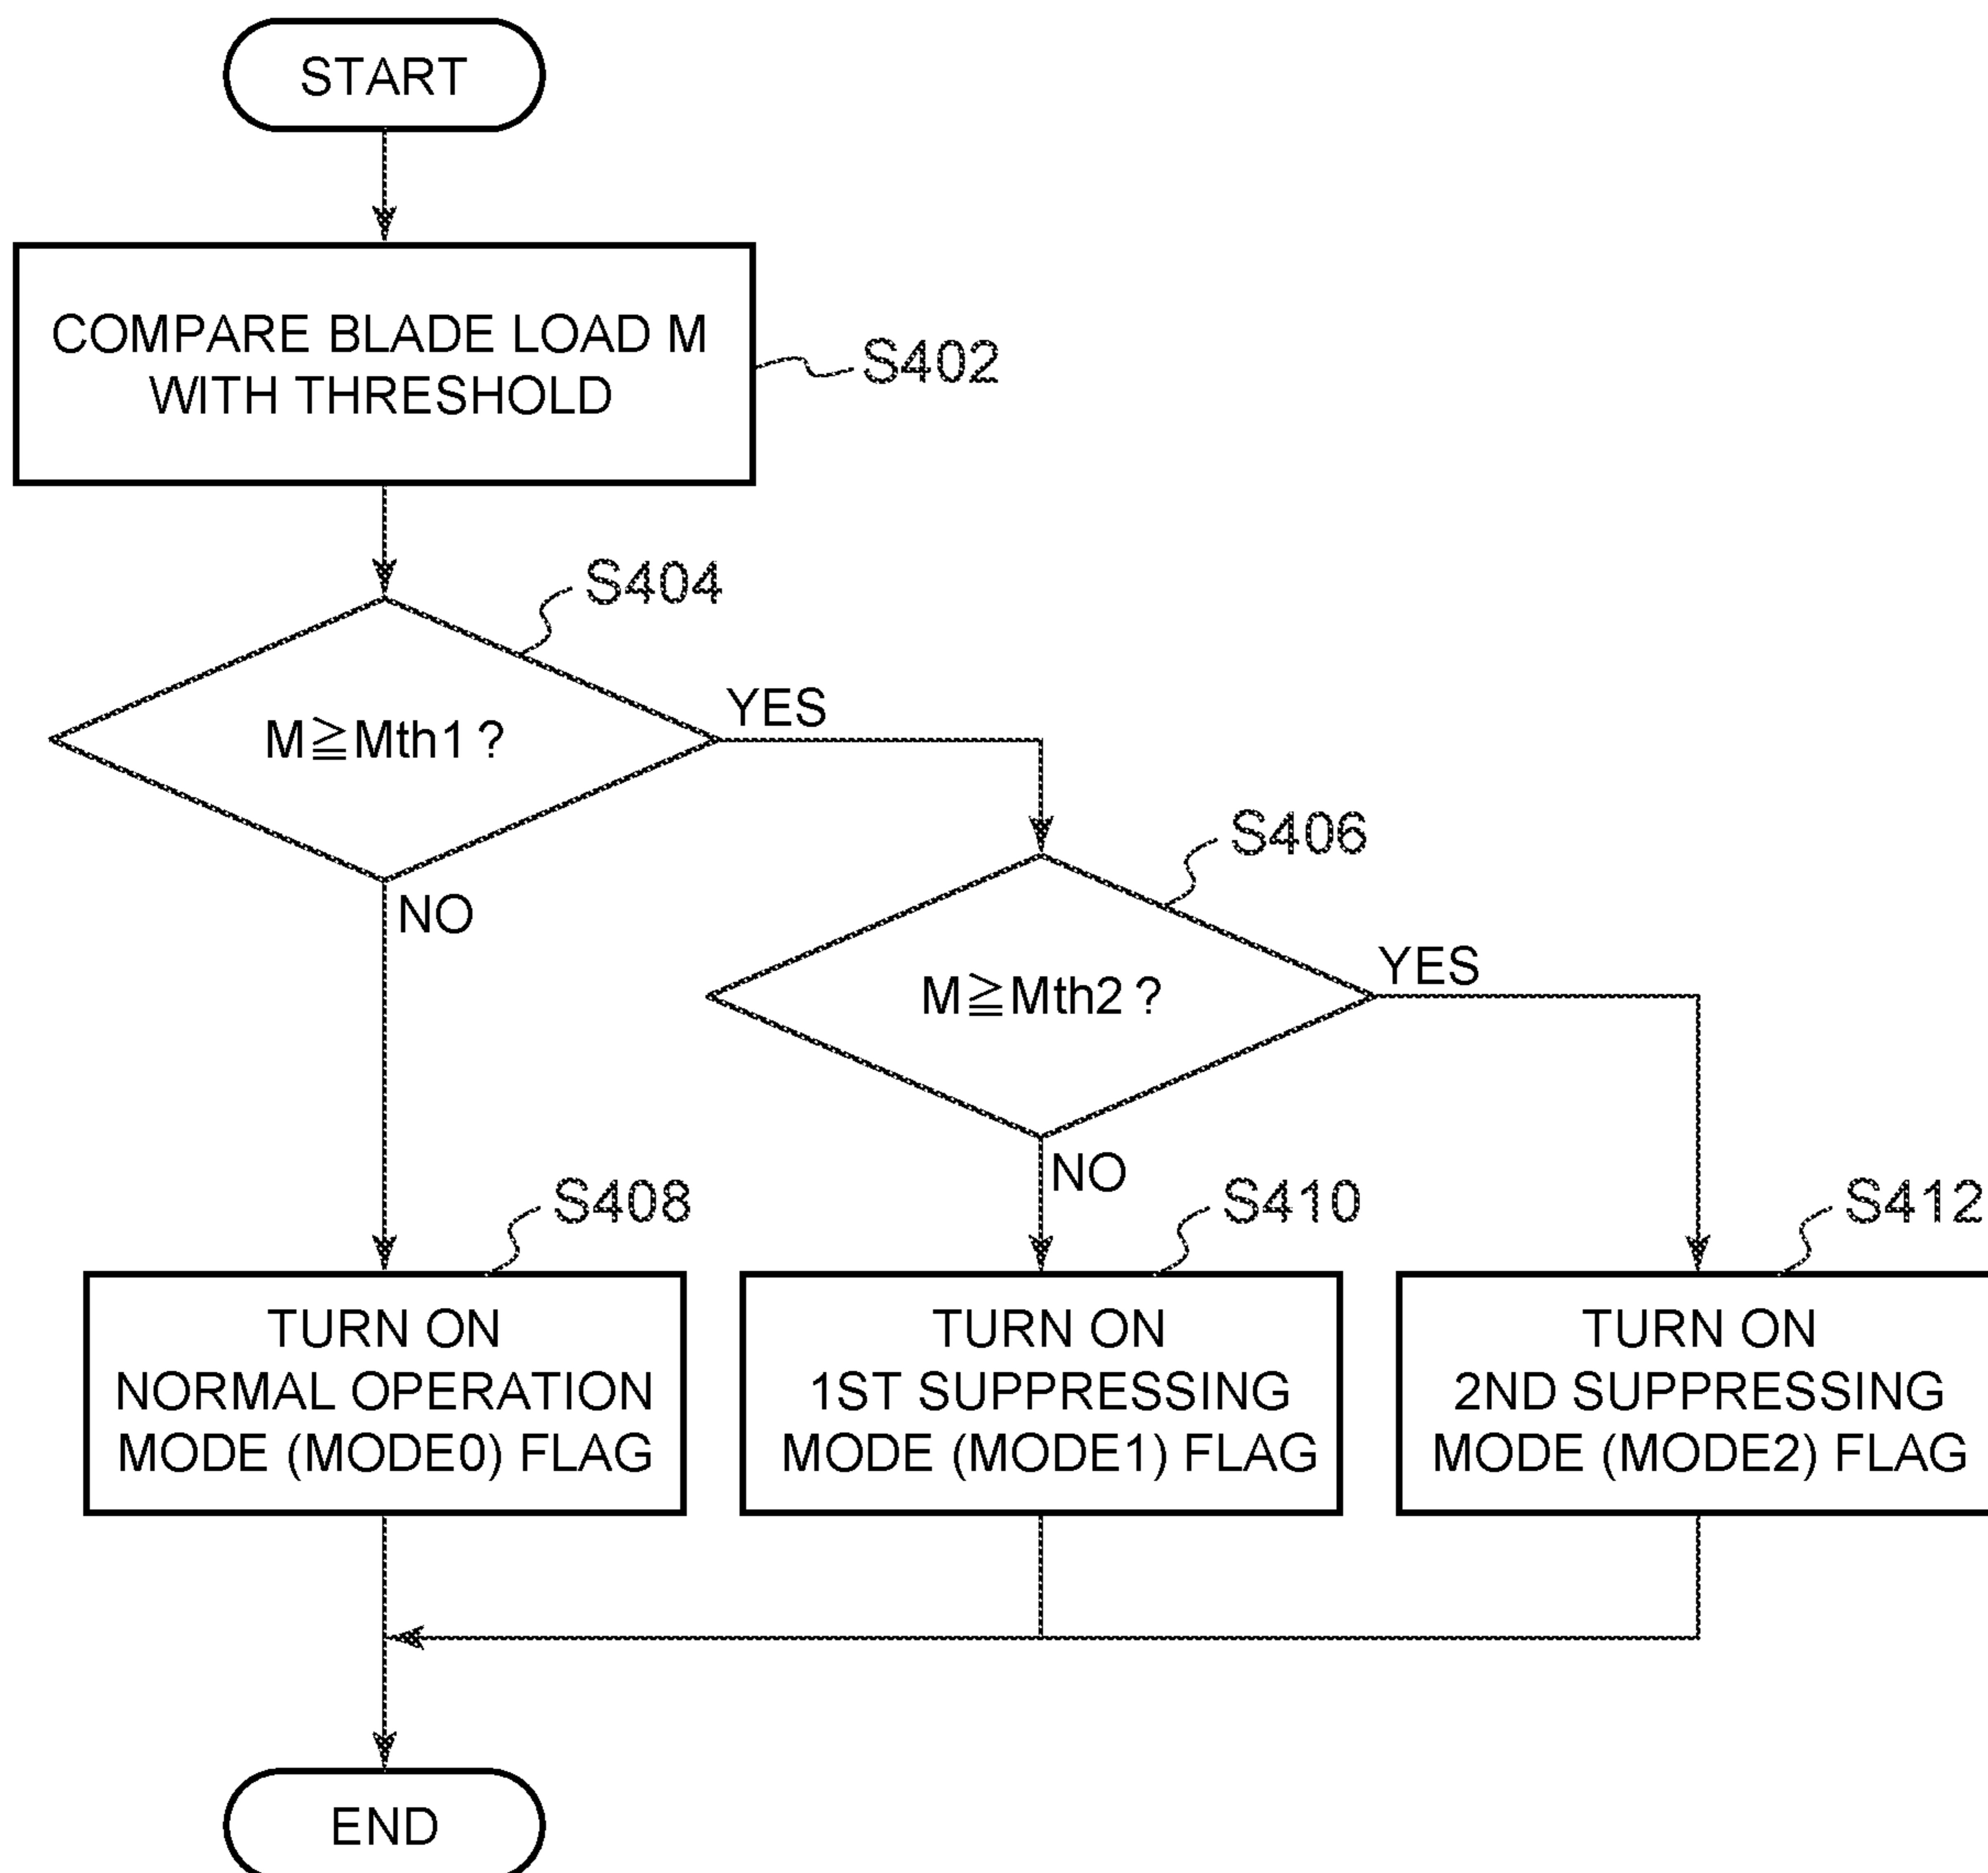 START
COMPARE BLADE LOAD M
WITH THRESHOLD
S402
S404
M≧Mth1 ?
YES
NO
S406
M≧Mth2 ?
YES
NO
S408
TURN ON
NORMAL OPERATION
MODE (MODE0) FLAG
S410
TURN ON
1ST SUPPRESSING
MODE (MODE1) FLAG
S412
TURN ON
2ND SUPPRESSING
MODE (MODE2) FLAG
END